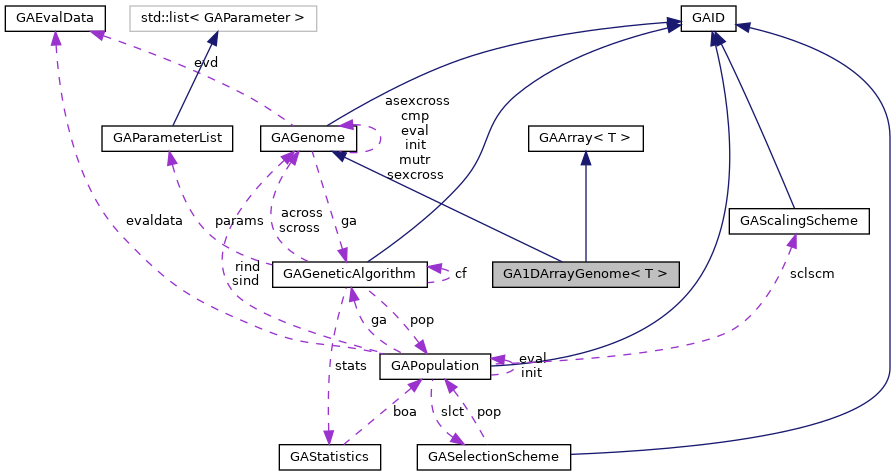 GAEvalData
std::list< GAParameter >
GAID
evd
asexcross
cmp
eval
init
mutr
sexcross
GAParameterList
GAGenome
GAArray< T >
evaldata
params
across
scross
ga
GAScalingScheme
rind
sind
GAGeneticAlgorithm
cf
GA1DArrayGenome< T >
sclscm
ga
pop
stats
GAPopulation
eval
init
boa
slct
pop
GAStatistics
GASelectionScheme